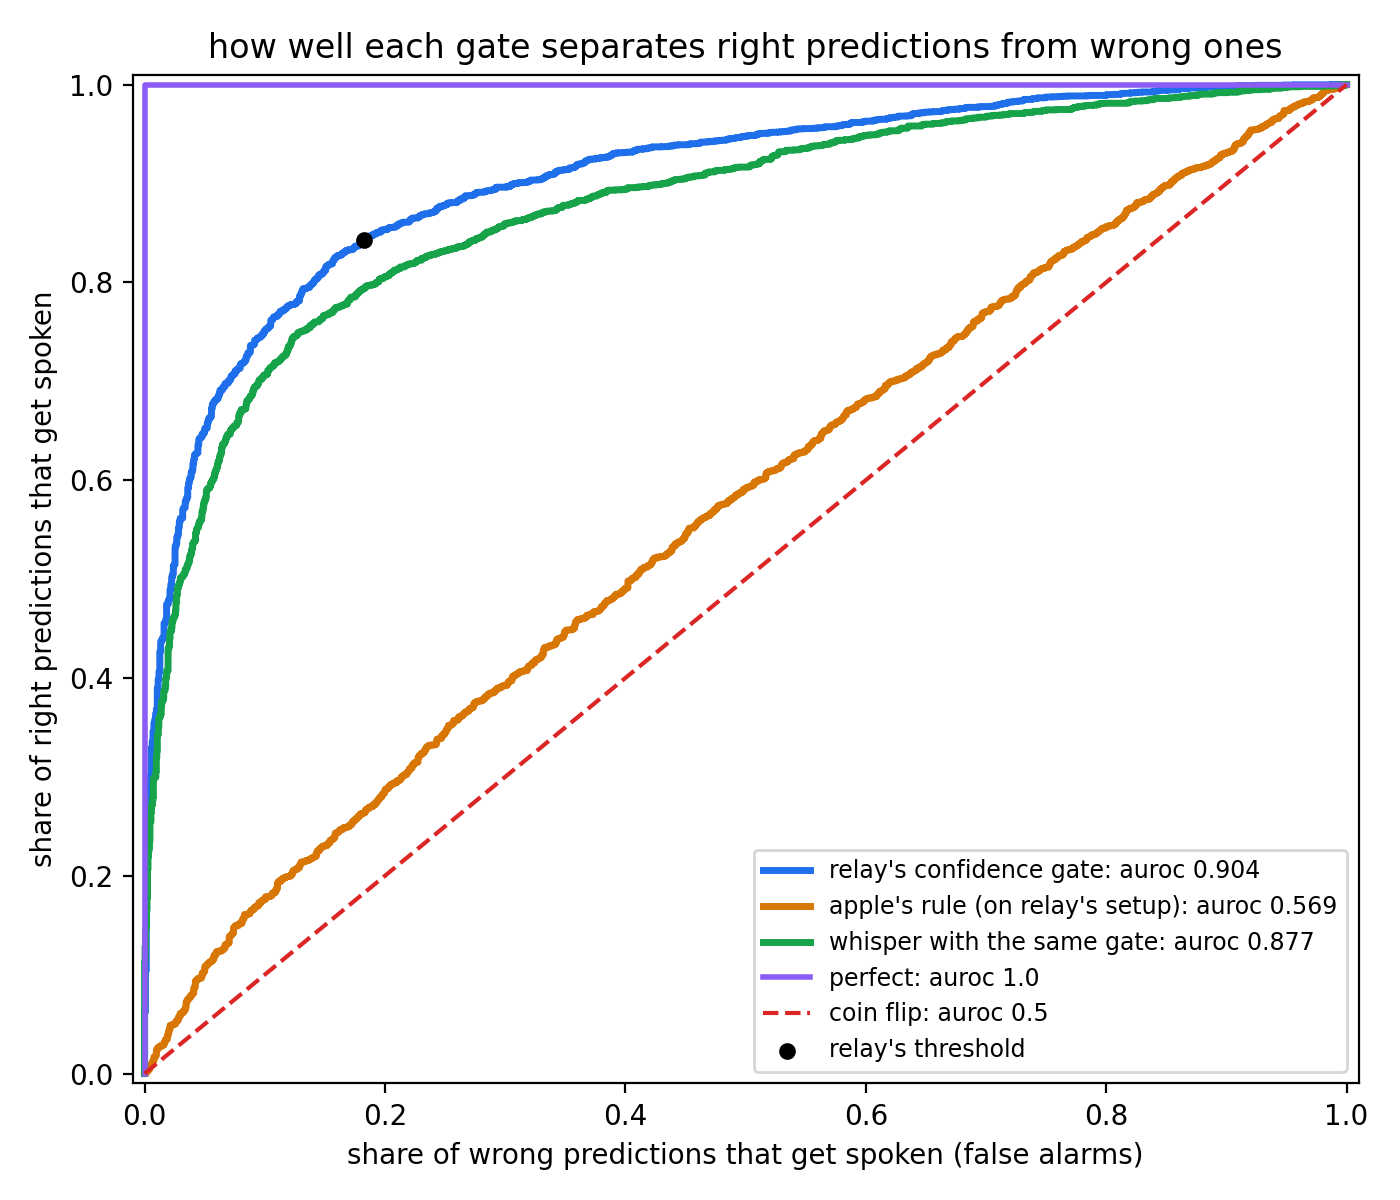 how well each gate separates right predictions from wrong ones
share of right predictions that get spoken
1.0
0.8
0.6
0.4
0.2
0.0
relay's confidence gate: auroc 0.904
apple's rule (on relay's setup): auroc 0.569
whisper with the same gate: auroc 0.877
perfect: auroc 1.0
coin flip: auroc 0.5
relay's threshold
0.0 0.2 0.4 0.6 0.8 1.0
share of wrong predictions that get spoken (false alarms)